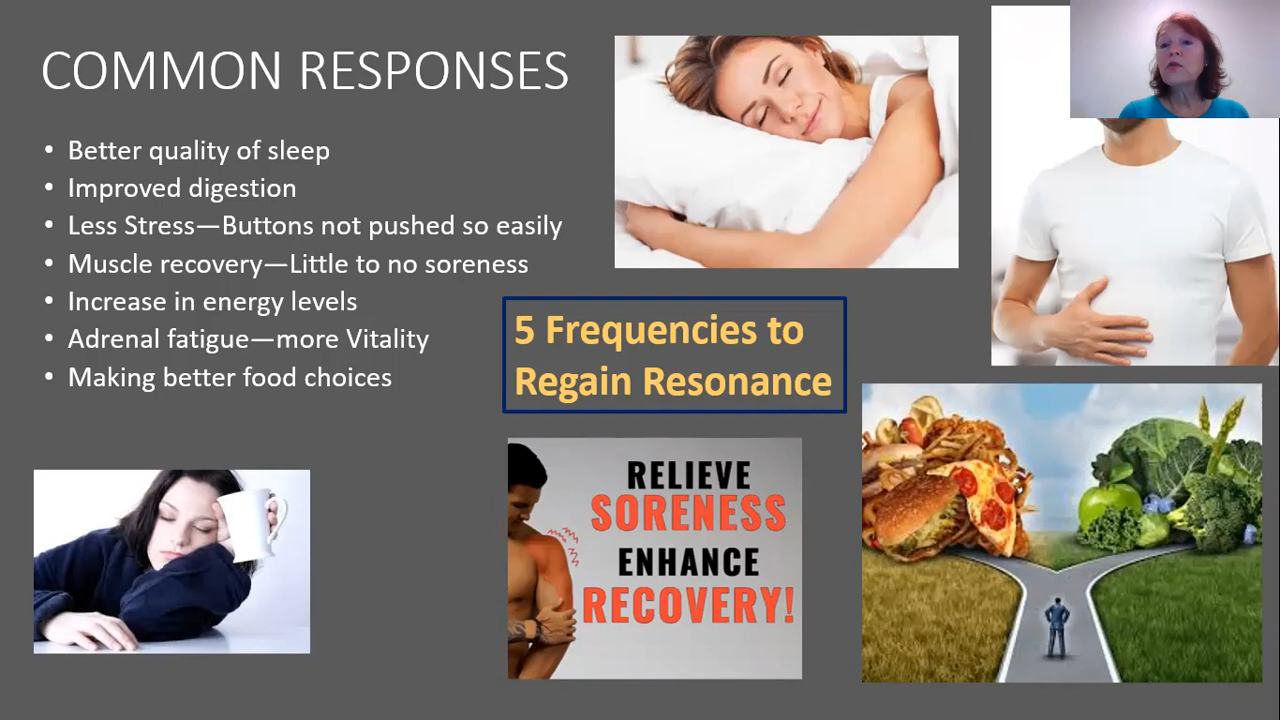 COMMON RESPONSES
• Better quality of sleep
• Improved digestion
• Less Stress—Buttons not pushed so easily
• Muscle recovery—Little to no soreness
• Increase in energy levels
• Adrenal fatigue—more Vitality
• Making better food choices
5 Frequencies to
Regain Resonance
RELIEVE
SORENESS
ENHANCE
RECOVERY!